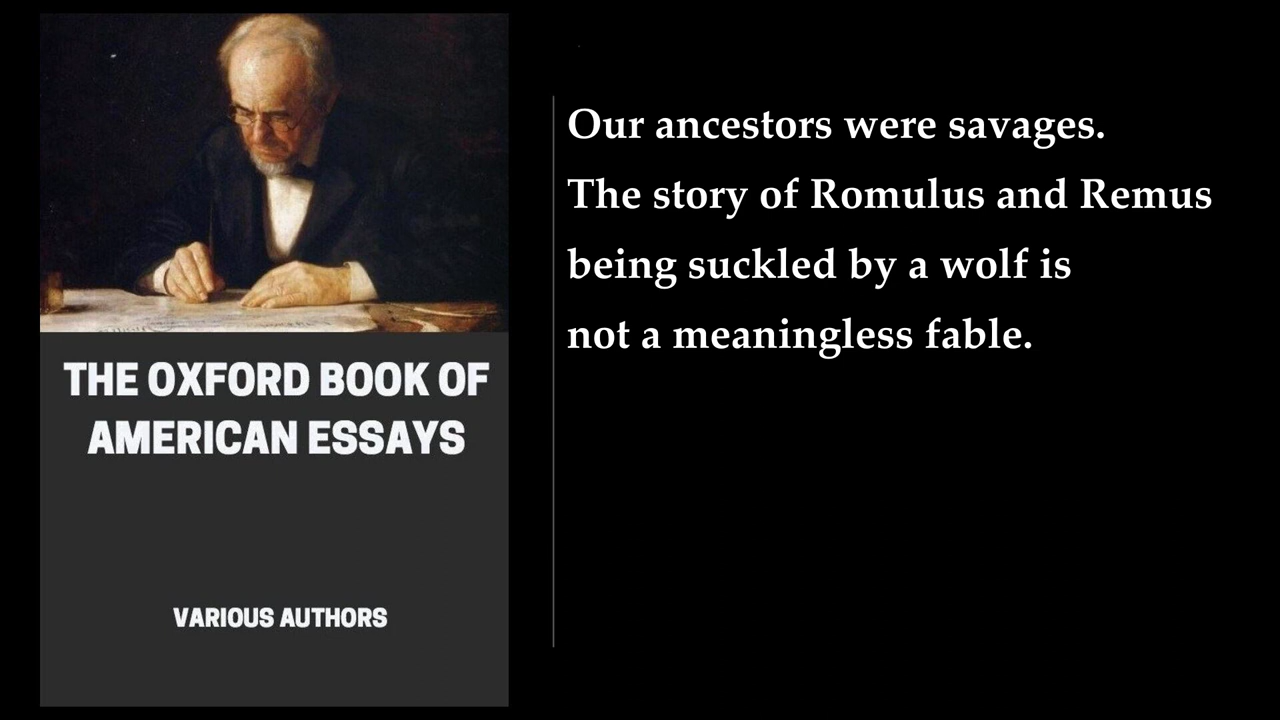 THE OXFORD BOOK OF
AMERICAN ESSAYS
VARIOUS AUTHORS
Our ancestors were savages.
The story of Romulus and Remus
being suckled by a wolf is
not a meaningless fable.